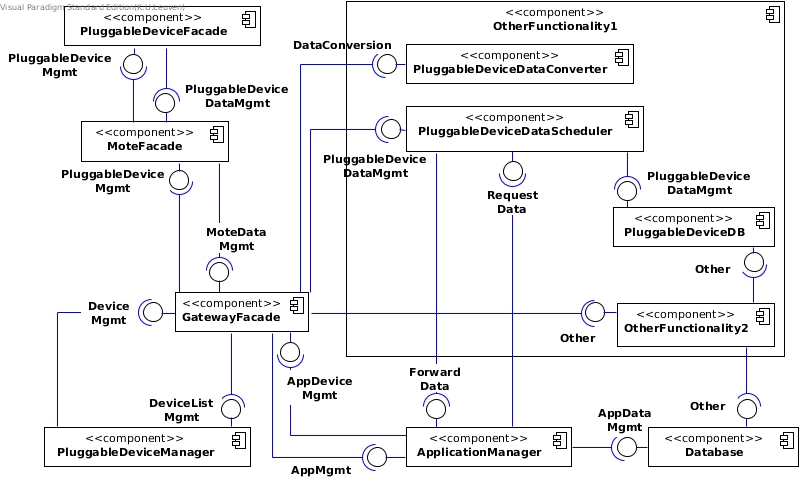 Visual Paradigm Standard Edition(K.U.Leuven)
<<component>>
PluggableDeviceFacade
<<component>>
OtherFunctionality1
PluggableDevice
Mgmt
PluggableDevice
DataMgmt
DataConversion
<<component>>
PluggableDeviceDataConverter
<<component>>
MoteFacade
<<component>>
PluggableDeviceDataScheduler
PluggableDevice
DataMgmt
PluggableDevice
Mgmt
Request
Data
PluggableDevice
DataMgmt
<<component>>
PluggableDeviceDB
MoteData
Mgmt
Other
Device
Mgmt
<<component>>
GatewayFacade
Other
<<component>>
OtherFunctionality2
AppDevice
Mgmt
Forward
Data
DeviceList
Mgmt
AppData
Mgmt
Other
<<component>>
PluggableDeviceManager
AppMgmt
<<component>>
ApplicationManager
<<component>>
Database